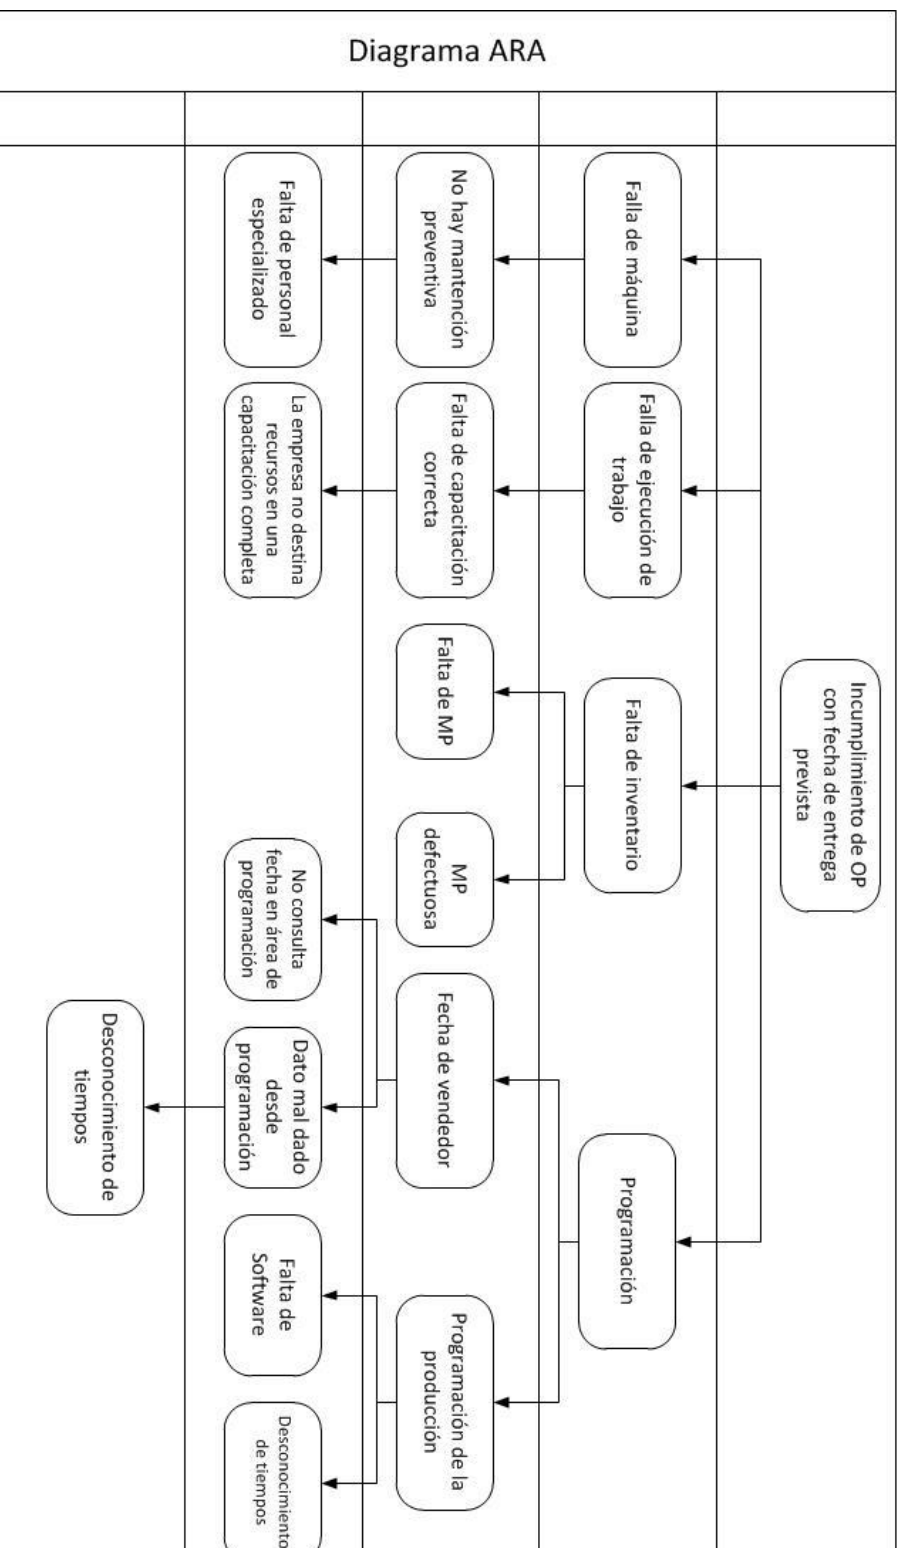 Diagrama ARA
Incumplimiento de OP
con fecha de entrega
prevista
Falla de máquina
Falla de ejecución de
trabajo
Falta de inventario
Programación
No hay mantención
preventiva
Falta de capacitación
correcta
Falta de MP
MP
defectuosa
Fecha de vendedor
Programación de la
producción
Falta de personal
especializado
La empresa no destina
recursos en una
capacitación completa
No consulta
fecha en área de
programación
Dato mal dado
desde
programación
Falta de
Software
Desconocimiento
de tiempos
Desconocimiento de
tiempos